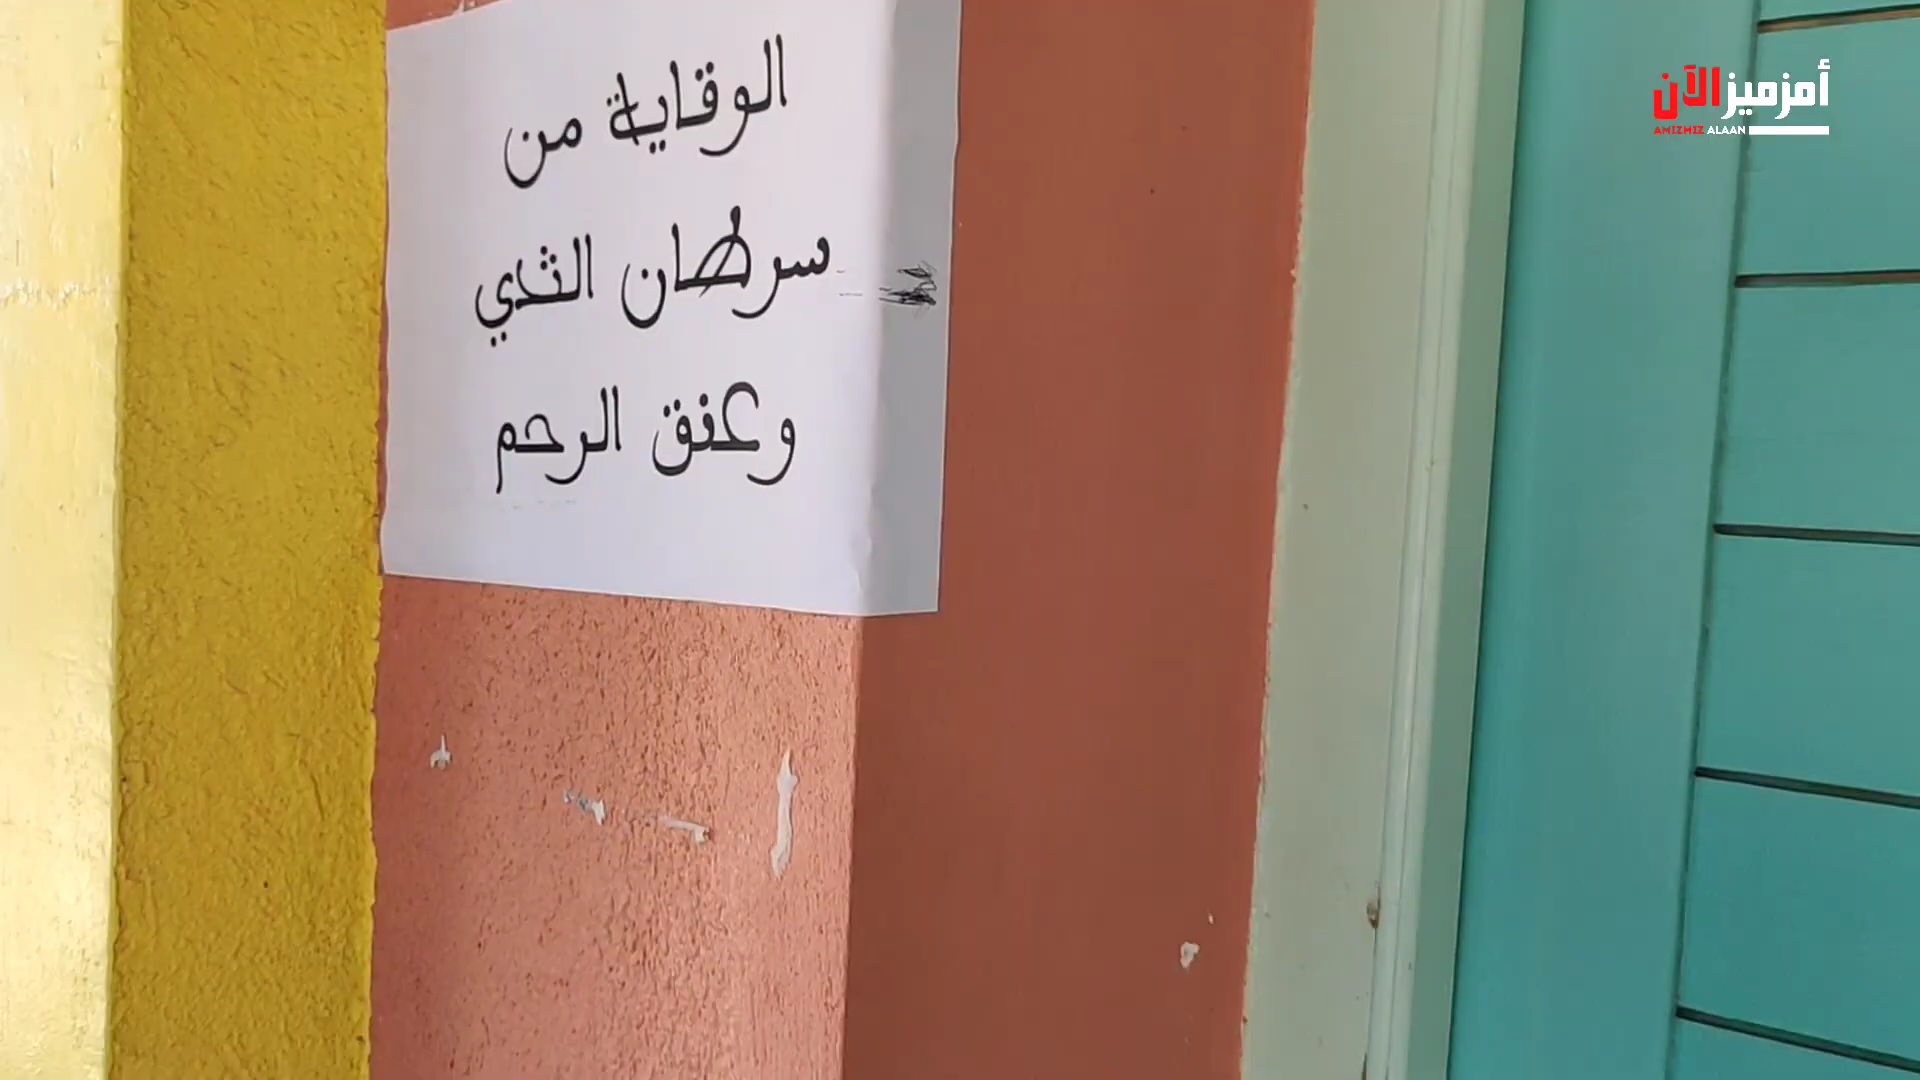 الوقاية من
سرطان الثدي
وعنق الرحم
أمزميز الآن
AMIZMIZ ALAAN